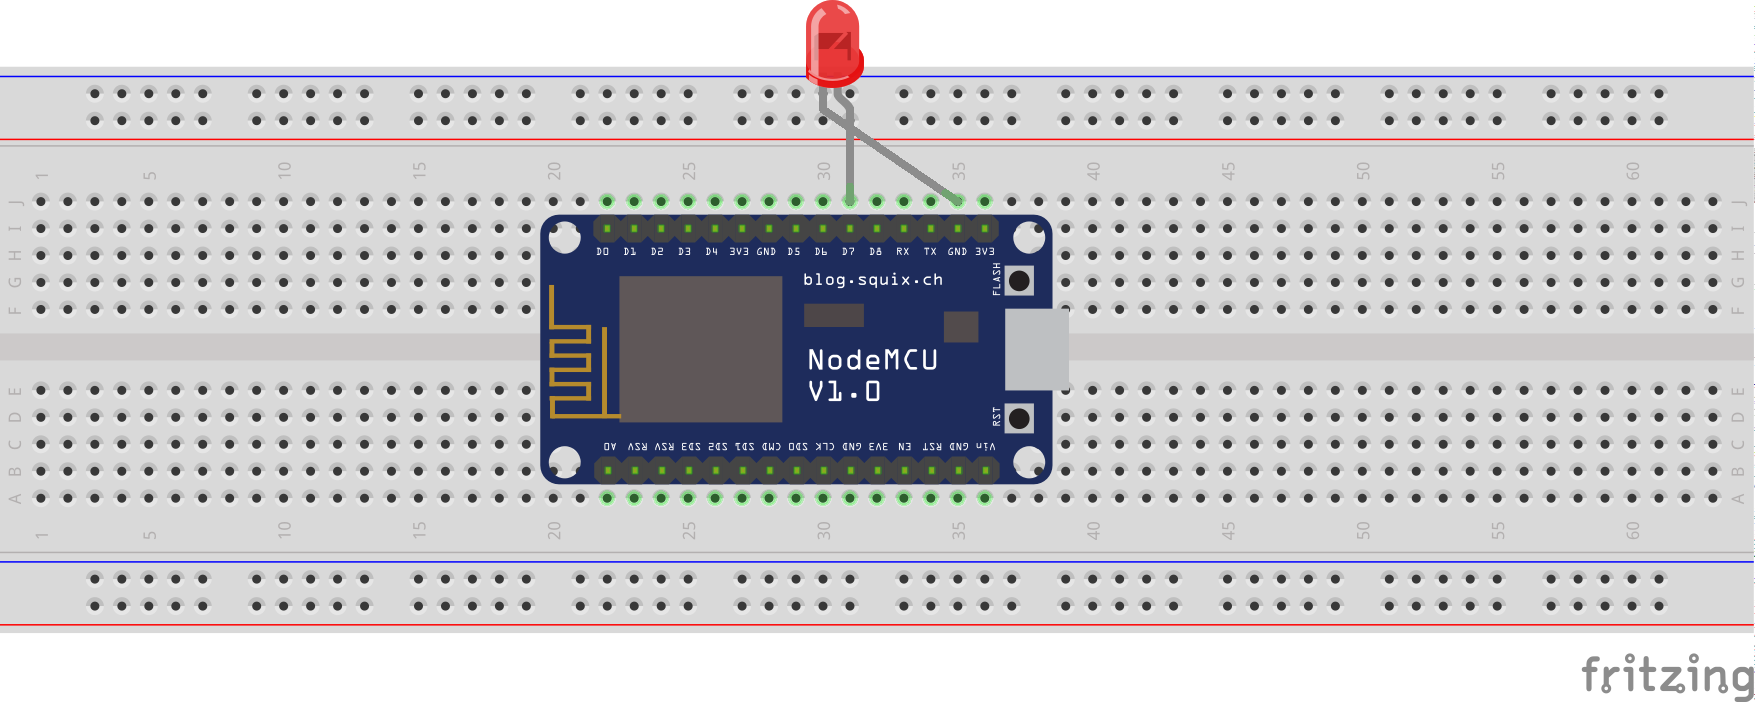 1 5 10 15 20 25 30 35 40 45 50 55 60
J J
I I
H H
G G
F F
D0 D1 D2 D3 D4 3V3 GND D5 D6 D7 D8 RX TX GND 3V3
blog.squix.ch
FLASH
NodeMCU
V1.0
RST
E E
D D
C C
B B
A A
A0 RSV RSV SD3 SD2 SD1 CMD SD0 CLK GND 3V3 EN RST GND Vin
1 5 10 15 20 25 30 35 40 45 50 55 60
fritzing